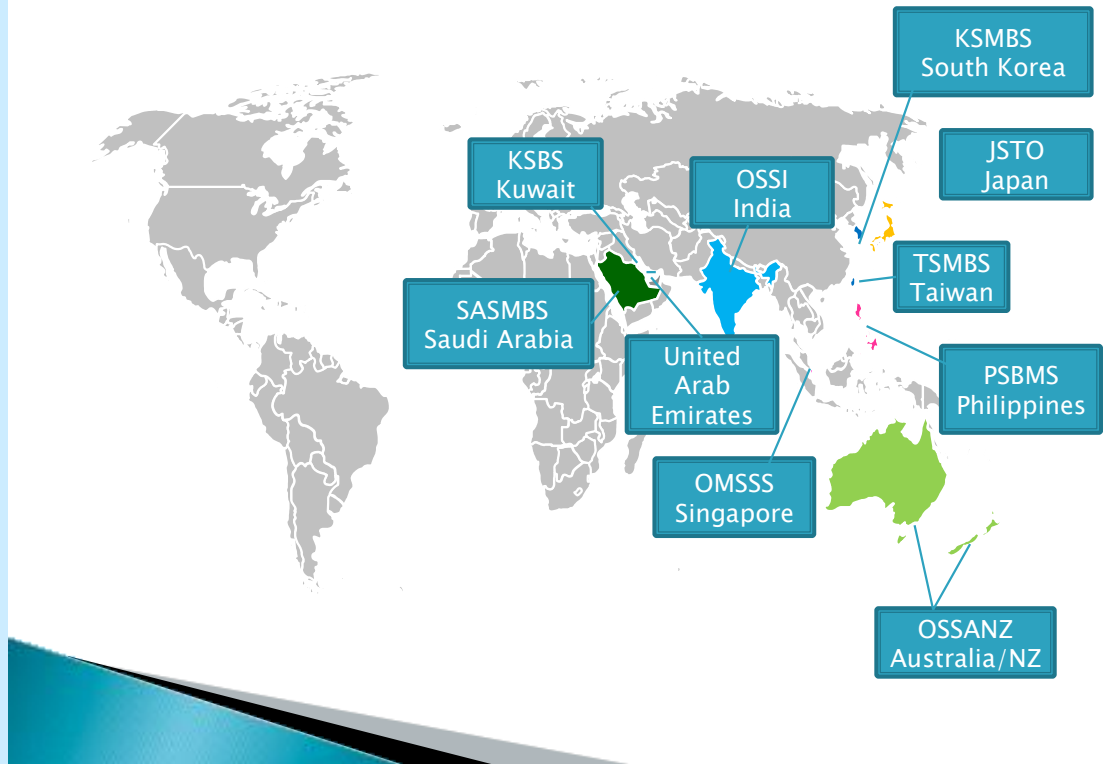 KSMBS
South Korea
JSTO
Japan
KSBS
Kuwait
OSSI
India
TSMBS
Taiwan
SASMBS
Saudi Arabia
United
Arab
Emirates
PSBMS
Philippines
OMSSS
Singapore
OSSANZ
Australia/NZ